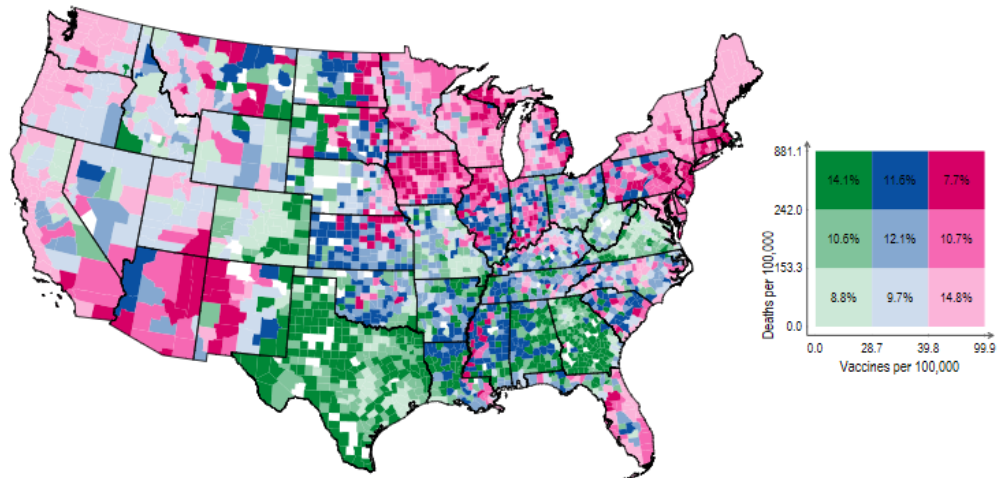 881.1
14.1% 11.6% 7.7%
242.0
10.6% 12.1% 10.7%
153.3
8.8% 9.7% 14.8%
0.0
Deaths per 100,000
0.0 28.7 39.8 99.9
Vaccines per 100,000